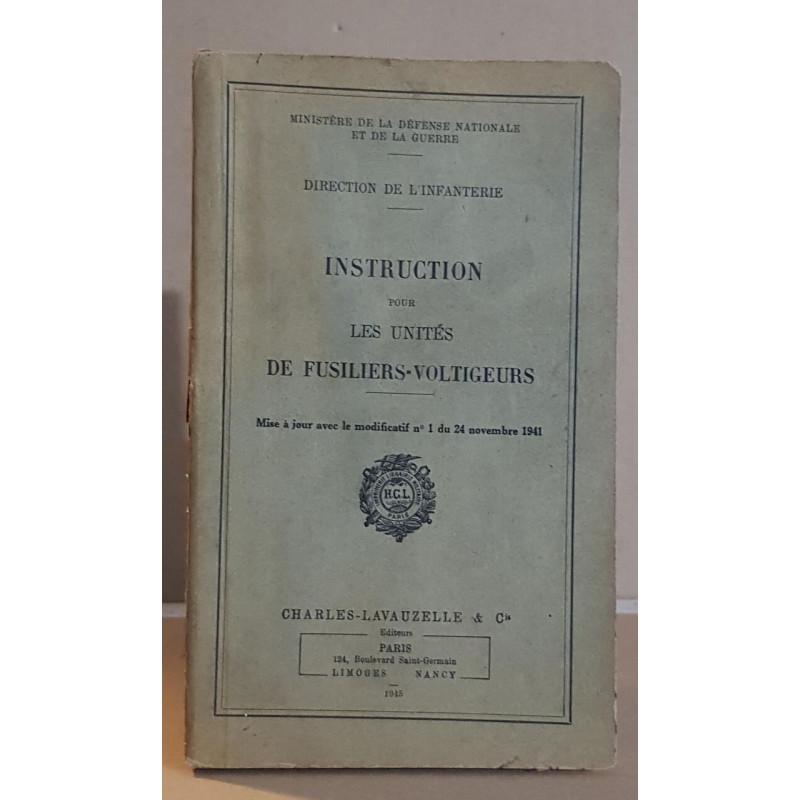 MINISTÈRE DE LA DÉFENSE NATIONALE
ET DE LA GUERRE
DIRECTION DE L'INFANTERIE
INSTRUCTION
POUR
LES UNITÉS
DE FUSILIERS-VOLTIGEURS
Mise à jour avec le modificatif n° 1 du 24 novembre 1941
H.C.L.
PARIS
CHARLES-LAVAUZELLE & Cie
Editeurs
PARIS
124, Boulevard Saint-Germain
LIMOGES NANCY
1945